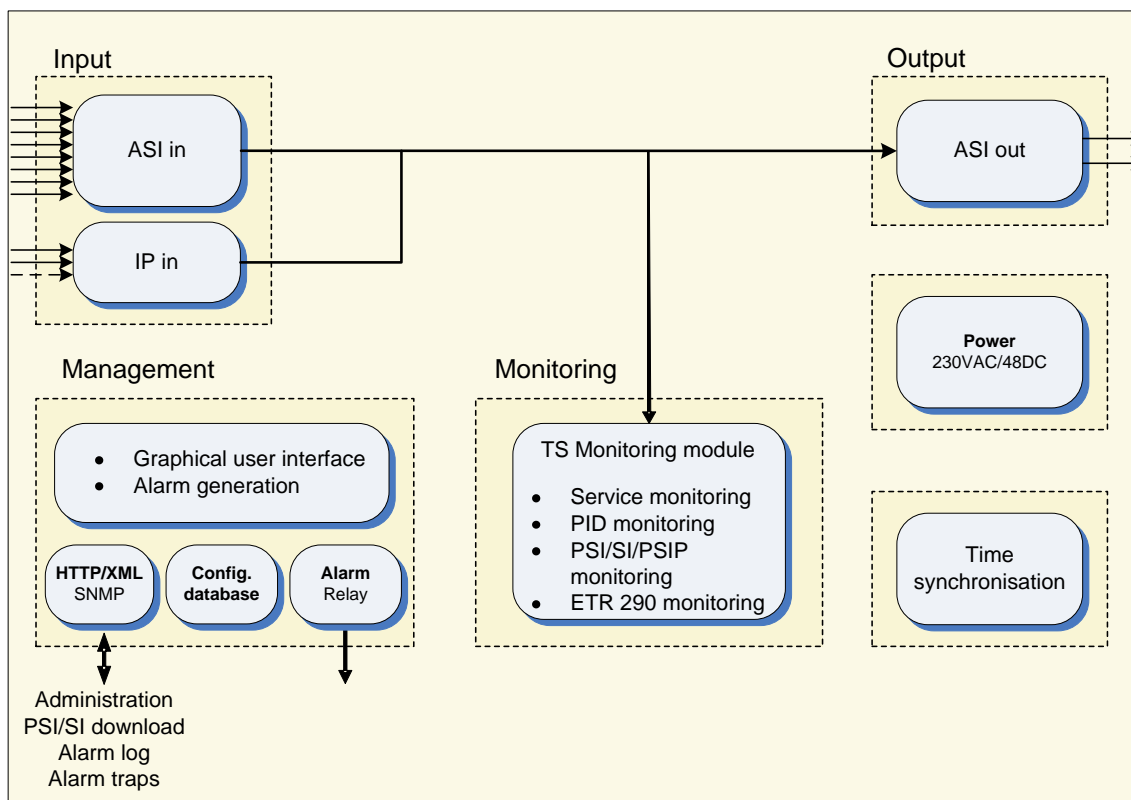 Input
ASI in
IP in
Output
ASI out
Power
230VAC/48DC
Management
• Graphical user interface
• Alarm generation
HTTP/XML
SNMP
Config.
database
Alarm
Relay
Administration
PSI/SI download
Alarm log
Alarm traps
Monitoring
TS Monitoring module
• Service monitoring
• PID monitoring
• PSI/SI/PSIP
monitoring
• ETR 290 monitoring
Time
synchronisation